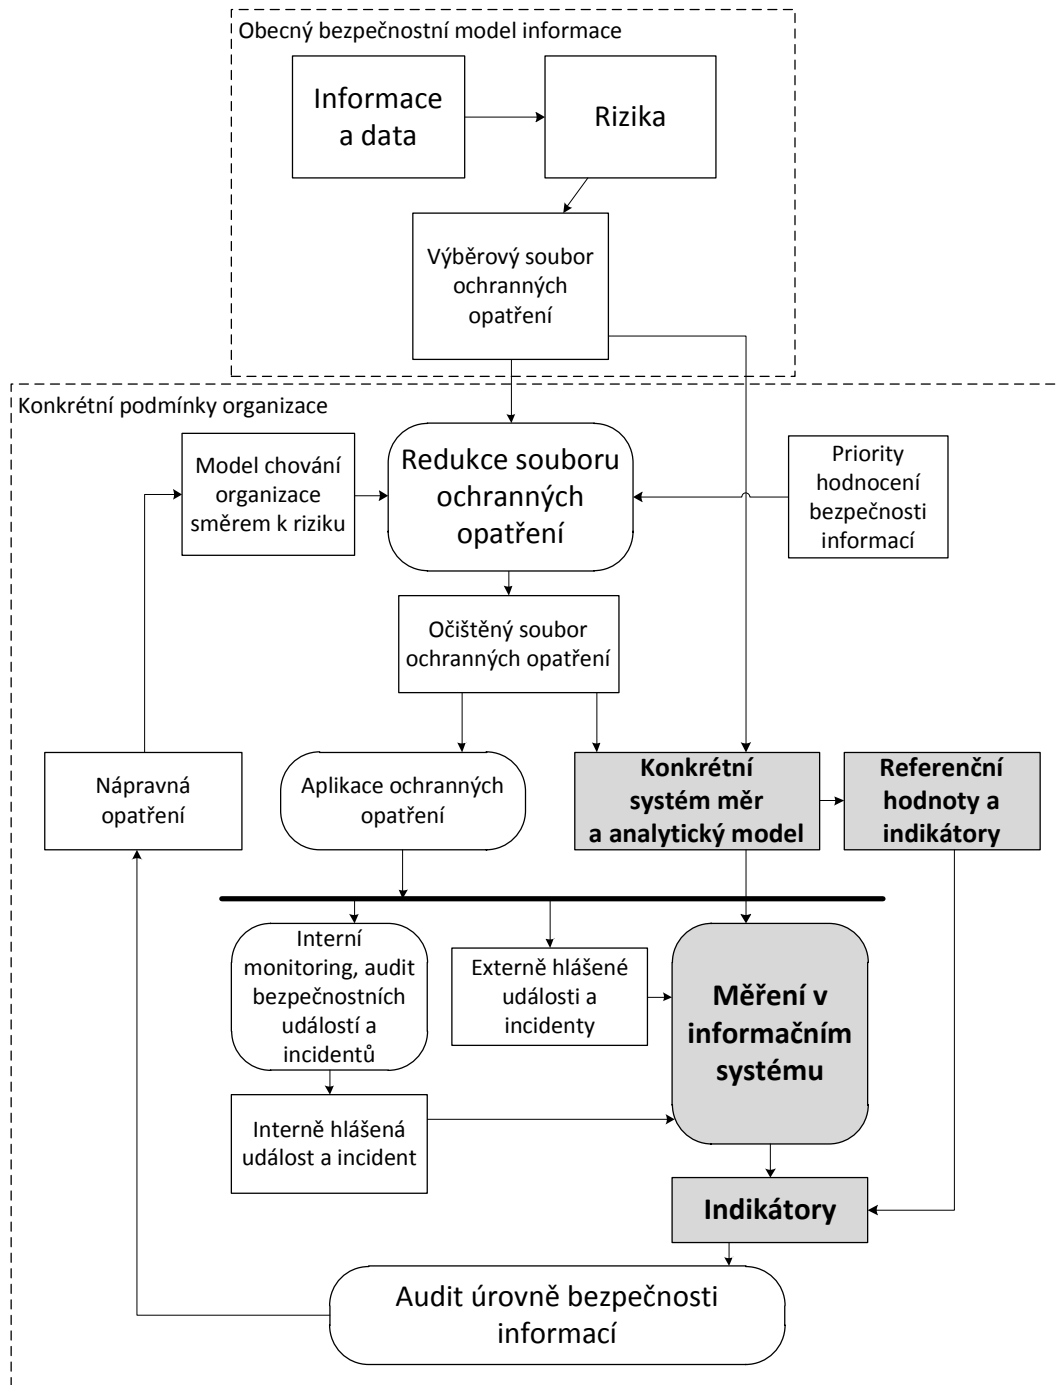 Obecný bezpečnostní model informace
Informace
a data
Rizika
Výběrový soubor
ochranných
opatření
Konkrétní podmínky organizace
Model chování
organizace
směrem k riziku
Redukce souboru
ochranných
opatření
Priority
hodnocení
bezpečnosti
informací
Očištěný soubor
ochranných opatření
Nápravná
opatření
Aplikace ochranných
opatření
Konkrétní
systém měr
a analytický model
Referenční
hodnoty a
indikátory
Interní
monitoring, audit
bezpečnostních
událostí a
incidentů
Externě hlášené
události a
incidenty
Měření v
informačním
systému
Interně hlášená
událost a incident
Indikátory
Audit úrovně bezpečnosti
informací